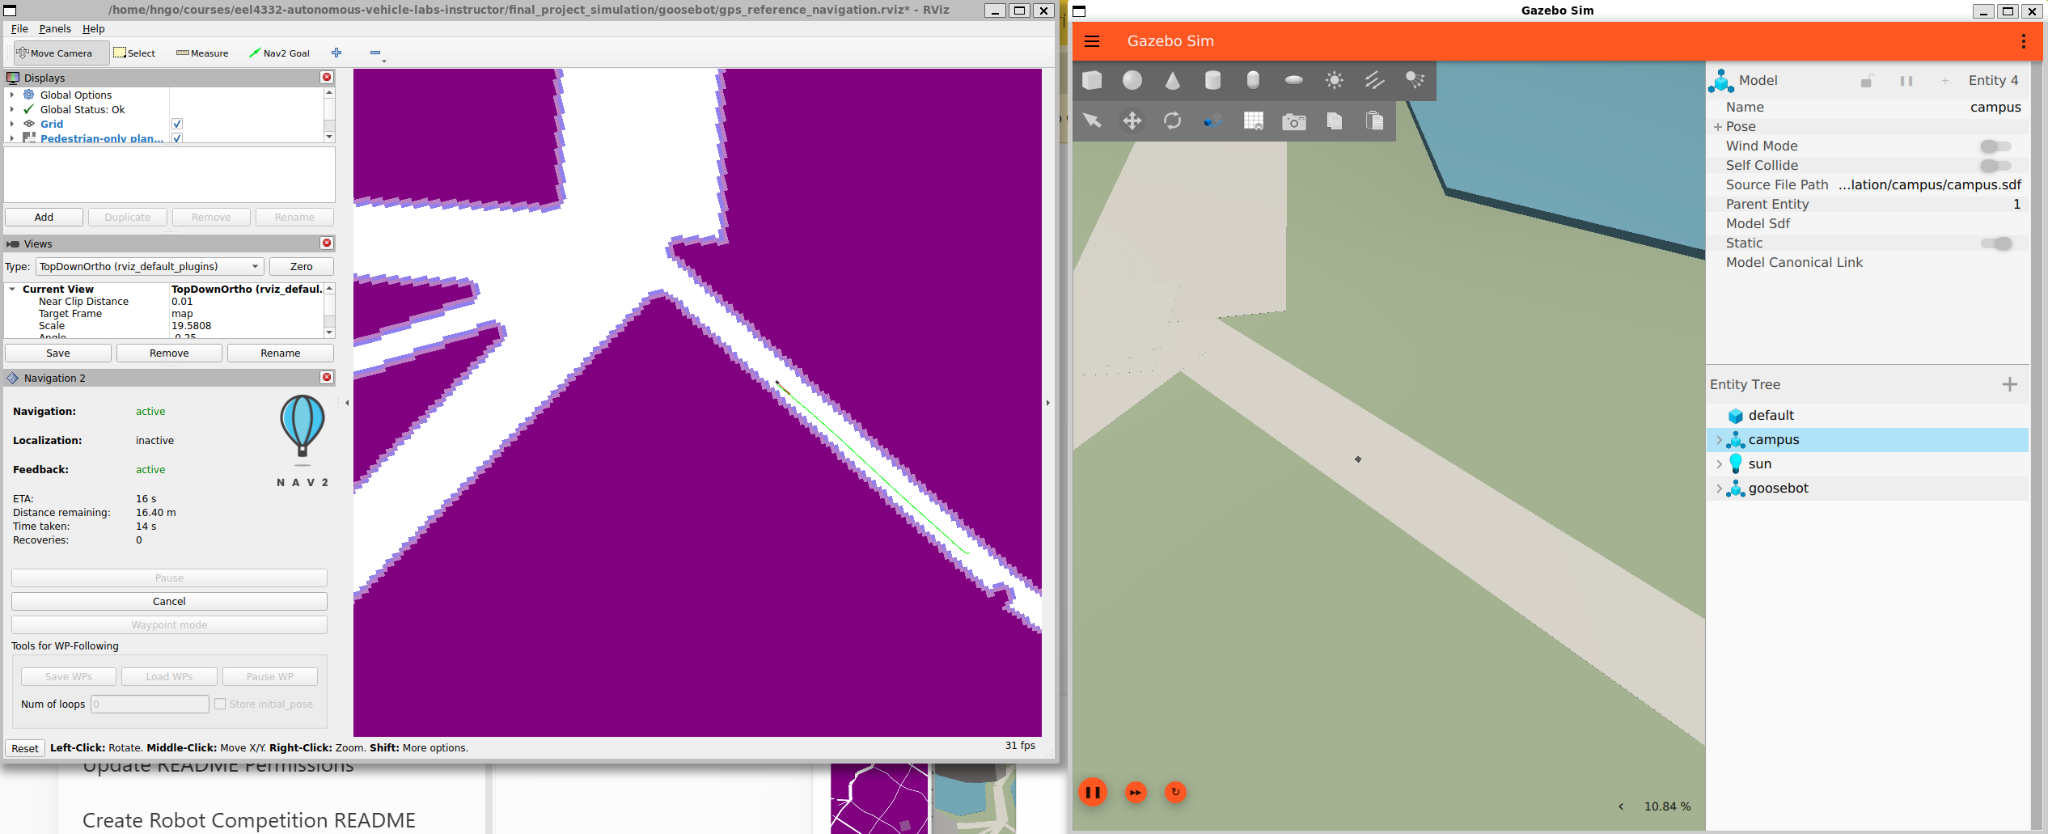 /home/hngo/courses/eel4332-autonomous-vehicle-labs-instructor/final_project_simulation/goosebot/gps_reference_navigation.rviz* - RViz
File Panels Help
Move Camera Select Measure Nav2 Goal
Displays
Global Options
Global Status: Ok
Grid
Pedestrian-only plan...
Add Duplicate Remove Rename
Views
Type: TopDownOrtho (rviz_default_plugins) Zero
Current View TopDownOrtho (rviz_defaul...
Near Clip Distance 0.01
Target Frame map
Scale 19.5808
Angle -0.25
Save Remove Rename
Navigation 2
Navigation: active
Localization: inactive
Feedback: active
NAV2
ETA: 16 s
Distance remaining: 16.40 m
Time taken: 14 s
Recoveries: 0
Pause
Cancel
Waypoint mode
Tools for WP-Following
Save WPs Load WPs Pause WP
Num of loops 0 Store initial_pose
Reset Left-Click: Rotate. Middle-Click: Move X/Y. Right-Click: Zoom. Shift: More options.
31 fps
Update README Permissions
Create Robot Competition README
Gazebo Sim
Gazebo Sim
Model Entity 4
Name campus
Pose
Wind Mode
Self Collide
Source File Path ...lation/campus/campus.sdf
Parent Entity 1
Model Sdf
Static
Model Canonical Link
Entity Tree
default
campus
sun
goosebot
10.84 %